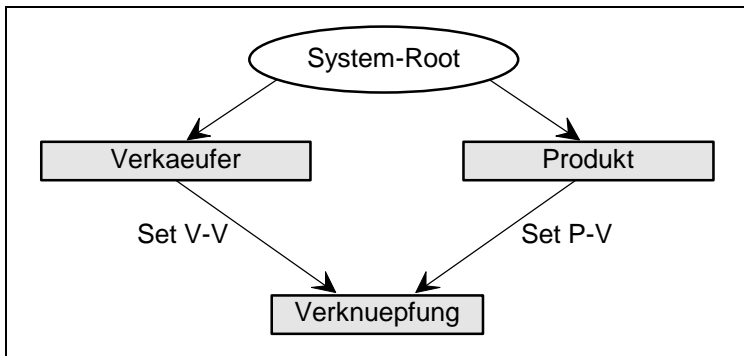 System-Root
Verkaeufer
Produkt
Set V-V
Set P-V
Verknuepfung